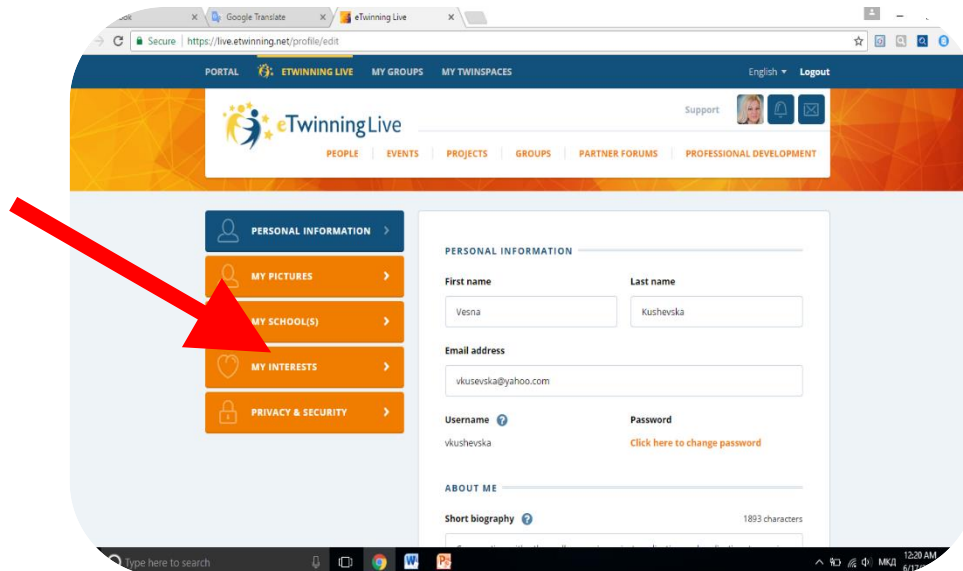 Google Translate
eTwinning Live
Secure | https://live.etwinning.net/profile/edit
PORTAL ETWINNING LIVE MY GROUPS MY TWINSPACES English Logout
eTwinningLive Support
PEOPLE EVENTS PROJECTS GROUPS PARTNER FORUMS PROFESSIONAL DEVELOPMENT
PERSONAL INFORMATION
MY PICTURES
MY SCHOOL(S)
MY INTERESTS
PRIVACY & SECURITY
PERSONAL INFORMATION
First name Last name
Vesna Kushevska
Email address
vkusevska@yahoo.com
Username Password
vkushevska Click here to change password
ABOUT ME
Short biography 1893 characters
Type here to search МКД 12:20 AM